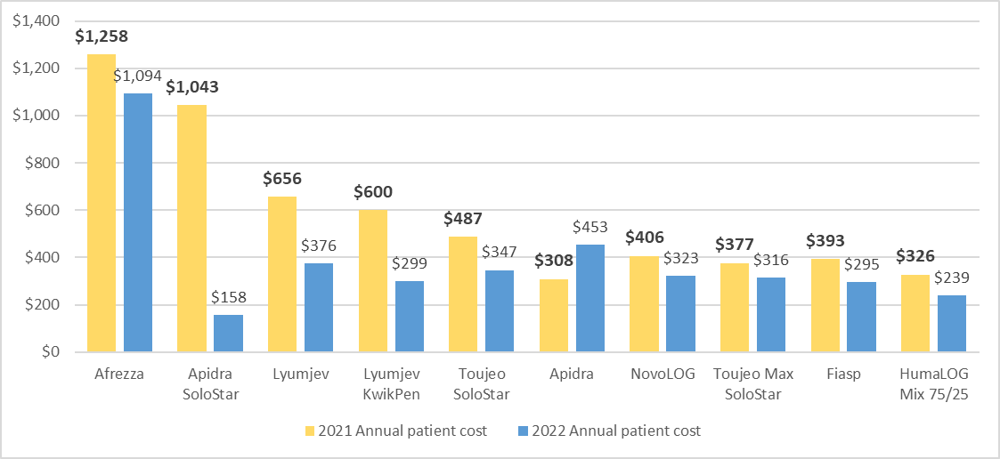 $1,400
$1,200
$1,000
$800
$600
$400
$200
$0
$1,258
$1,094
$1,043
$158
$656
$376
$600
$299
$487
$347
$308
$453
$406
$323
$377
$316
$393
$295
$326
$239
Afrezza
Apidra
SoloStar
Lyumjev
Lyumjev
KwikPen
Toujeo
SoloStar
Apidra
NovoLOG
Toujeo Max
SoloStar
Fiasp
HumaLOG
Mix 75/25
2021 Annual patient cost
2022 Annual patient cost